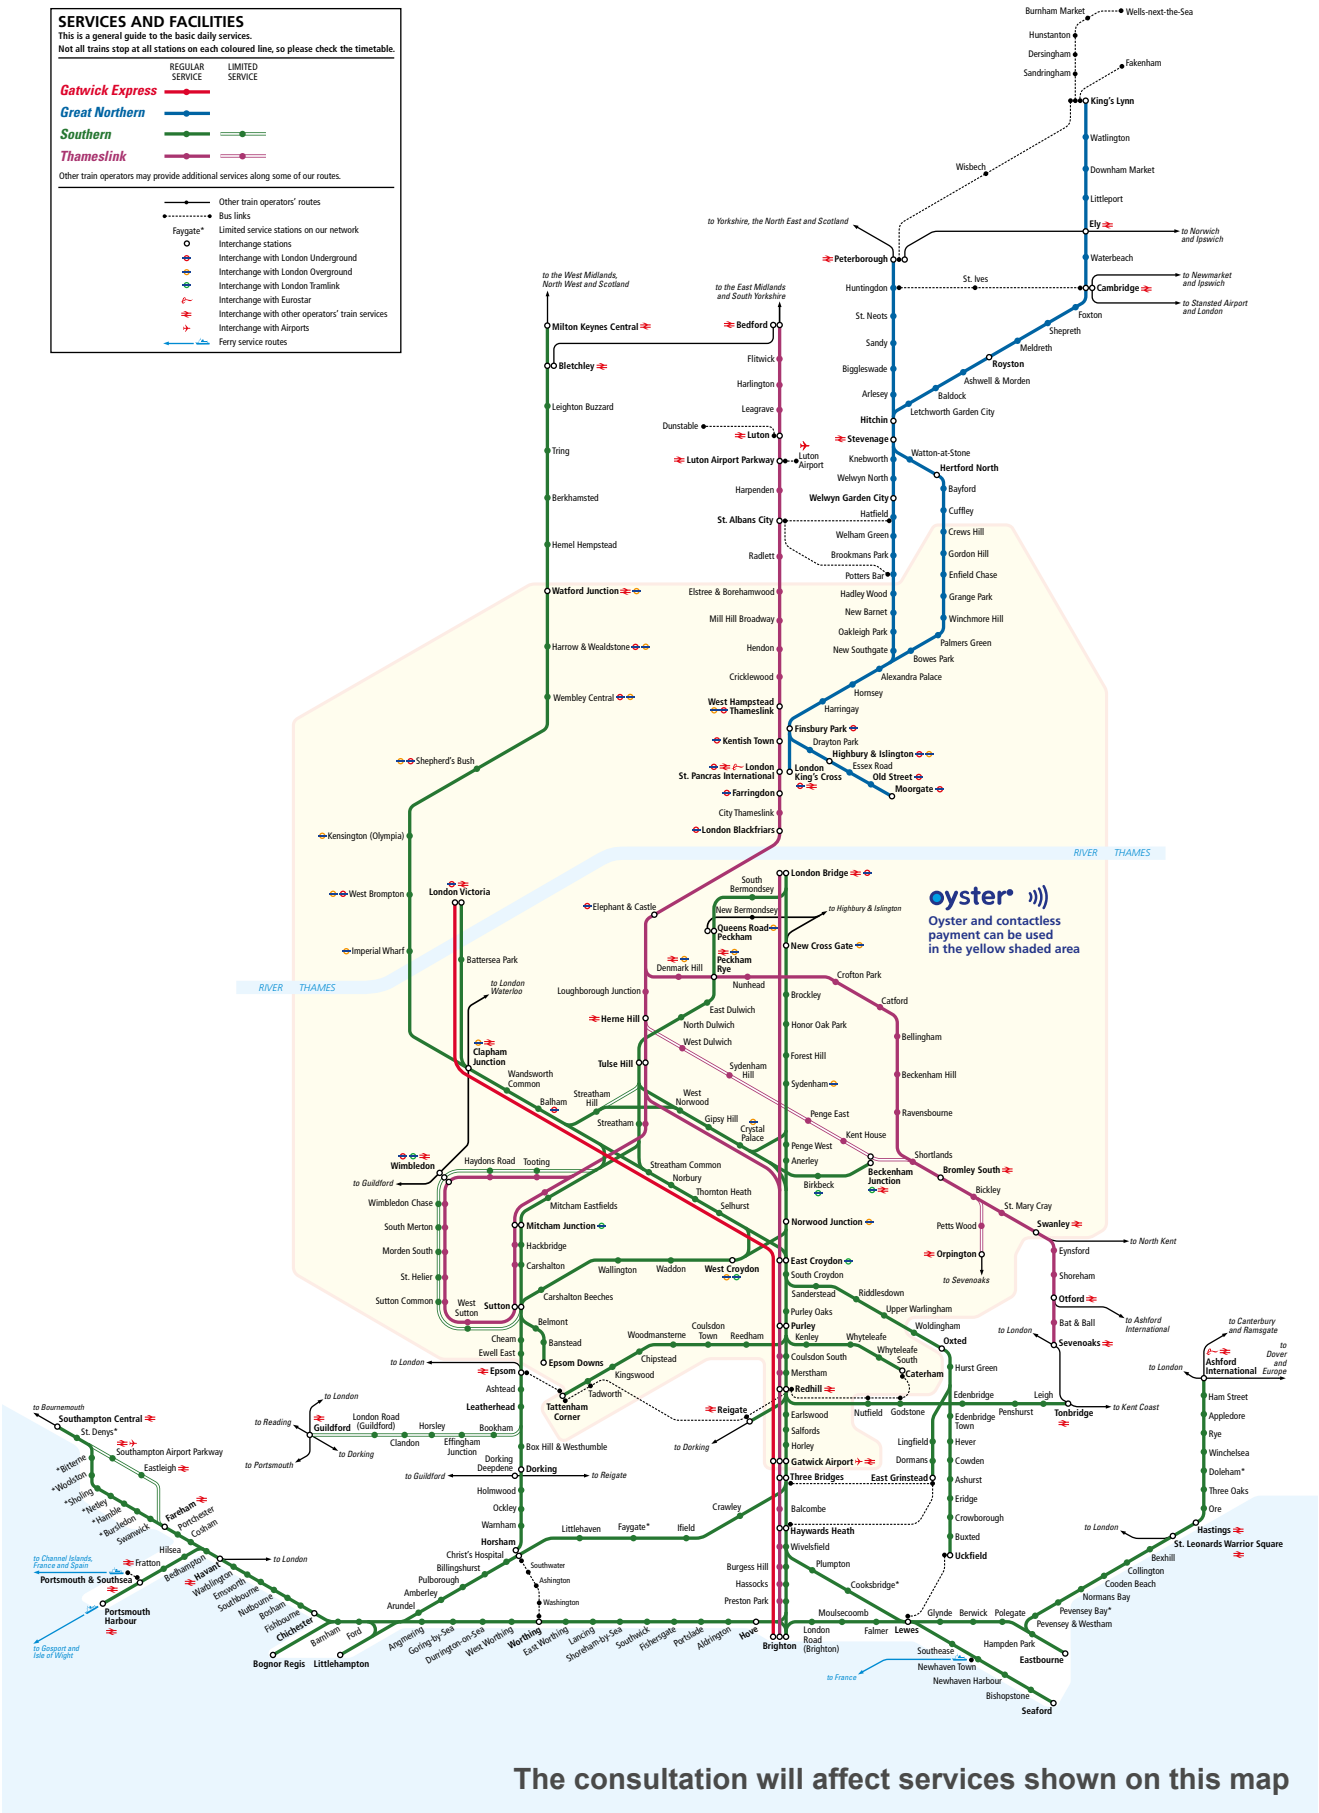 SERVICES AND FACILITIES
This is a general guide to the basic daily services.
Not all trains stop at all stations on each coloured line, so please check the timetable.
REGULAR
SERVICE
LIMITED
SERVICE
Gatwick Express
Great Northern
Southern
Thameslink
Other train operators may provide additional services along some of our routes.
Other train operators' routes
Bus links
Faygate*
Limited service stations on our network
Interchange stations
Interchange with London Underground
Interchange with London Overground
Interchange with London Tramlink
Interchange with Eurostar
Interchange with other operators' train services
Interchange with Airports
Ferry service routes
Burnham Market
Wells-next-the-Sea
Hunstanton
Dersingham
Sandringham
Fakenham
King's Lynn
Watlington
Wisbech
Downham Market
Littleport
to Yorkshire, the North East and Scotland
Ely
to Norwich
and Ipswich
Peterborough
Waterbeach
to Newmarket
and Ipswich
Huntingdon
St. Ives
Cambridge
to Stansted Airport
and London
Foxton
St. Neots
Shepreth
Sandy
Meldreth
Royston
Biggleswade
Ashwell & Morden
Arlesey
Baldock
Letchworth Garden City
Hitchin
Stevenage
Knebworth
Watton-at-Stone
Hertford North
Welwyn North
Bayford
Welwyn Garden City
Cuffley
Hatfield
Crews Hill
Welham Green
Gordon Hill
Brookmans Park
Enfield Chase
Potters Bar
Grange Park
Hadley Wood
Winchmore Hill
New Barnet
Oakleigh Park
Palmers Green
New Southgate
Bowes Park
Alexandra Palace
Hornsey
Harringay
Finsbury Park
Drayton Park
Highbury & Islington
Essex Road
Old Street
Moorgate
London
King's Cross
to the West Midlands,
North West and Scotland
Milton Keynes Central
Bletchley
Leighton Buzzard
Tring
Berkhamsted
Hemel Hempstead
Watford Junction
Harrow & Wealdstone
Wembley Central
Shepherd's Bush
Kensington (Olympia)
West Brompton
Imperial Wharf
to the East Midlands
and South Yorkshire
Bedford
Flitwick
Harlington
Leagrave
Dunstable
Luton
Luton Airport Parkway
Luton
Airport
Harpenden
St. Albans City
Radlett
Elstree & Borehamwood
Mill Hill Broadway
Hendon
Cricklewood
West Hampstead
Thameslink
Kentish Town
London
St. Pancras International
Farringdon
City Thameslink
London Blackfriars
RIVER THAMES
RIVER THAMES
London Victoria
Battersea Park
to London
Waterloo
Clapham
Junction
Wandsworth
Common
Balham
Streatham
Hill
Streatham
Elephant & Castle
Loughborough Junction
Herne Hill
Tulse Hill
London Bridge
South
Bermondsey
New Bermondsey
to Highbury & Islington
Queens Road
Peckham
New Cross Gate
Denmark Hill
Peckham
Rye
Nunhead
Crofton Park
Catford
Bellingham
Beckenham Hill
Ravensbourne
Brockley
East Dulwich
North Dulwich
Honor Oak Park
West Dulwich
Forest Hill
Sydenham
Hill
Sydenham
West
Norwood
Gipsy Hill
Crystal
Palace
Penge East
Kent House
Penge West
Anerley
Birkbeck
Beckenham
Junction
Shortlands
Bromley South
Bickley
St. Mary Cray
Petts Wood
Swanley
Orpington
to Sevenoaks
to North Kent
Eynsford
Shoreham
Otford
to Ashford
International
Bat & Ball
to London
Sevenoaks
oyster
Oyster and contactless
payment can be used
in the yellow shaded area
Wimbledon
to Guildford
Haydons Road
Tooting
Wimbledon Chase
South Merton
Morden South
St. Helier
Sutton Common
West
Sutton
Sutton
Mitcham Eastfields
Mitcham Junction
Hackbridge
Carshalton
Carshalton Beeches
Wallington
Waddon
West Croydon
Streatham Common
Norbury
Thornton Heath
Selhurst
Norwood Junction
East Croydon
South Croydon
Sanderstead
Riddlesdown
Upper Warlingham
Woldingham
Oxted
Purley Oaks
Purley
Kenley
Whyteleafe
Whyteleafe
South
Caterham
Coulsdon South
Merstham
Redhill
Reedham
Coulsdon
Town
Woodmansterne
Chipstead
Kingswood
Tadworth
Tattenham
Corner
Belmont
Banstead
Epsom Downs
Cheam
Ewell East
to London
Epsom
Ashtead
Leatherhead
Bookham
Effingham
Junction
Horsley
Clandon
London Road
(Guildford)
Guildford
to London
to Reading
to Portsmouth
to Dorking
Box Hill & Westhumble
Dorking
Deepdene
Dorking
to Guildford
to Reigate
Holmwood
Ockley
Warnham
Horsham
Reigate
to Dorking
Nutfield
Godstone
Hurst Green
Edenbridge
Penshurst
Leigh
Tonbridge
to Kent Coast
Edenbridge
Town
Hever
Cowden
Ashurst
Eridge
Crowborough
Buxted
Uckfield
Lingfield
Dormans
East Grinstead
Earlswood
Salfords
Horley
Gatwick Airport
Three Bridges
Balcombe
Haywards Heath
Wivelsfield
Burgess Hill
Hassocks
Preston Park
Brighton
Crawley
Ifield
Faygate*
Littlehaven
Christ's Hospital
Billingshurst
Pulborough
Amberley
Arundel
Southwater
Ashington
Washington
Plumpton
Cooksbridge*
to Canterbury
and Ramsgate
to London
Ashford
International
to
Dover
and
Europe
Ham Street
Appledore
Rye
Winchelsea
Doleham*
Three Oaks
Ore
Hastings
to London
St. Leonards Warrior Square
Bexhill
Collington
Cooden Beach
Normans Bay
Pevensey Bay*
Pevensey & Westham
Hampden Park
Eastbourne
Polegate
Berwick
Glynde
Lewes
Falmer
Moulsecoomb
London
Road
(Brighton)
Southease
Newhaven Town
Newhaven Harbour
Bishopstone
Seaford
to France
Hove
Aldrington
Portslade
Fishersgate
Southwick
Shoreham-by-Sea
Lancing
East Worthing
Worthing
West Worthing
Durrington-on-Sea
Goring-by-Sea
Angmering
Littlehampton
Ford
Barnham
Bognor Regis
Chichester
Fishbourne
Bosham
Nutbourne
Southbourne
Emsworth
Warblington
Havant
to London
Bedhampton
Hilsea
Fratton
Portsmouth & Southsea
Portsmouth
Harbour
to Channel Islands,
France and Spain
to Gosport and
Isle of Wight
Cosham
Portchester
Fareham
Swanwick
*Bursledon
*Hamble
*Netley
*Sholing
*Woolston
*Bitterne
St. Denys*
Southampton Central
to Bournemouth
Southampton Airport Parkway
Eastleigh
The consultation will affect services shown on this map